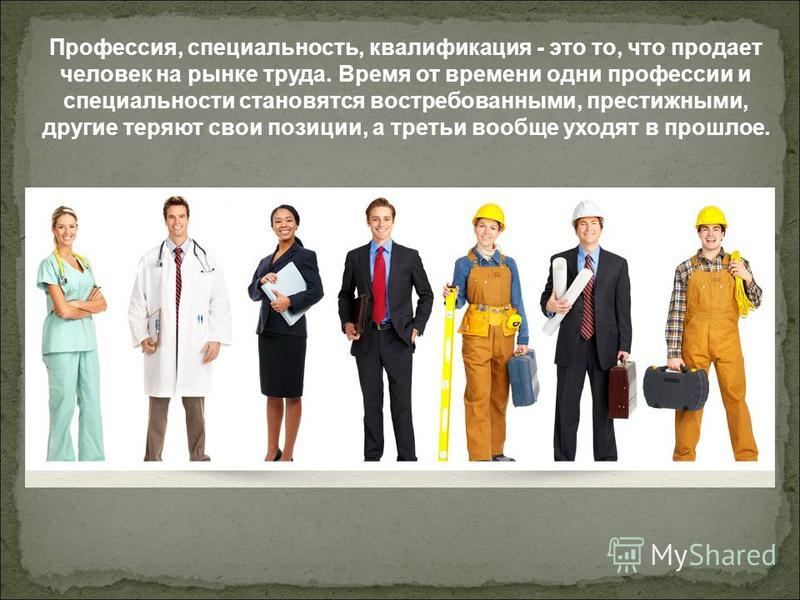 Профессия, специальность, квалификация - это то, что продает
человек на рынке труда. Время от времени одни профессии и
специальности становятся востребованными, престижными,
другие теряют свои позиции, а третьи вообще уходят в прошлое.
MyShared